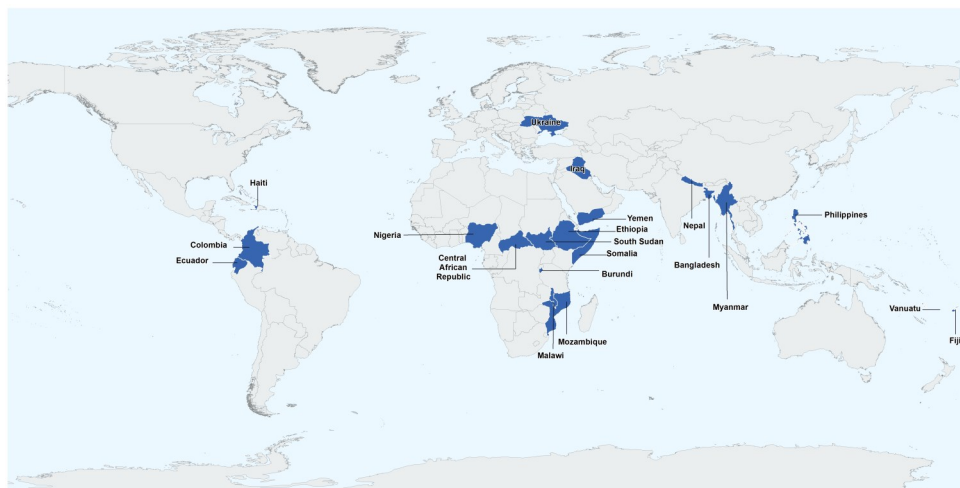 Ukraine
Iraq
Haiti
Yemen
Philippines
Ethiopia
Nepal
Nigeria
South Sudan
Colombia
Somalia
Central
African
Republic
Ecuador
Bangladesh
Burundi
Myanmar
Vanuatu
Mozambique
Fiji
Malawi